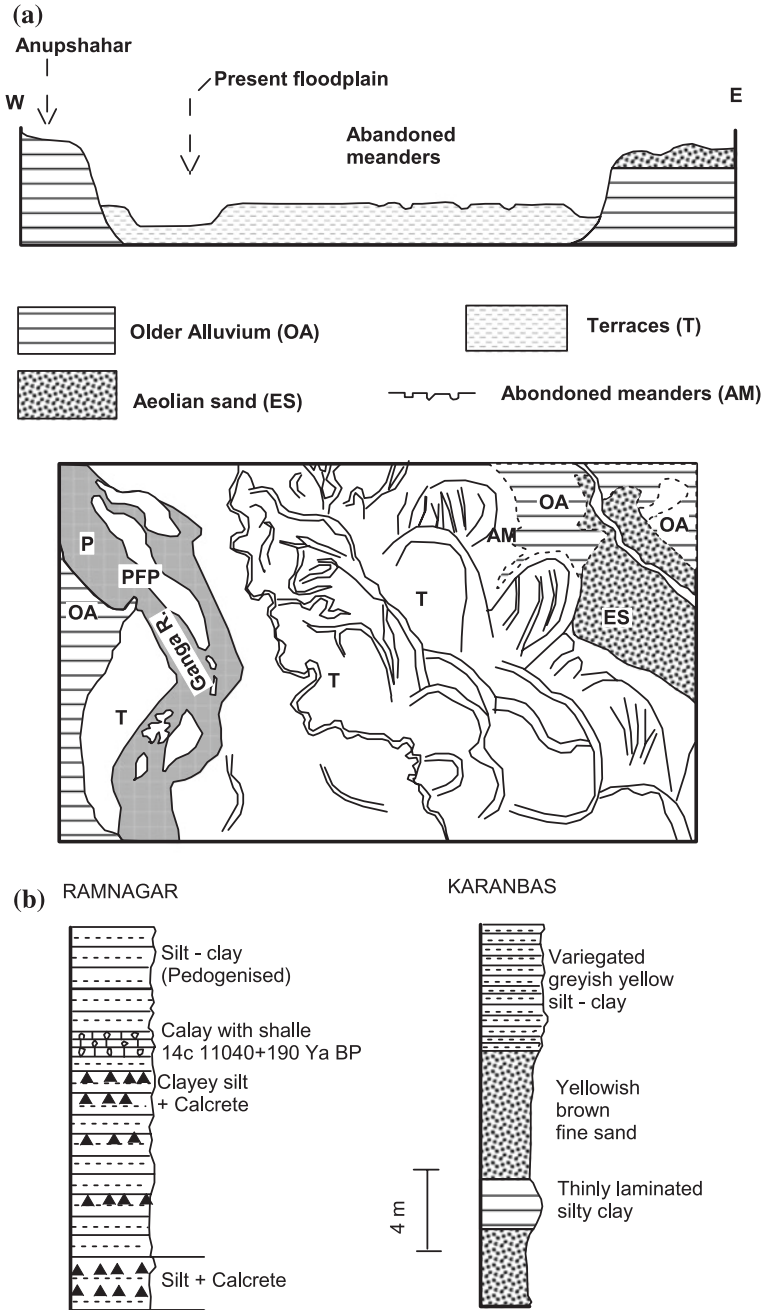 (a)
Anupshahar
Present floodplain
W
E
Abandoned
meanders
Older Alluvium (OA)
Terraces (T)
Aeolian sand (ES)
Abondoned meanders (AM)
P
PFP
OA
Ganga R.
T
T
T
AM
OA
OA
ES
(b)
RAMNAGAR
KARANBAS
Silt - clay
(Pedogenised)
Calay with shalle
14c 11040+190 Ya BP
Clayey silt
+ Calcrete
Silt + Calcrete
Variegated
greyish yellow
silt - clay
Yellowish
brown
fine sand
Thinly laminated
silty clay
4 m